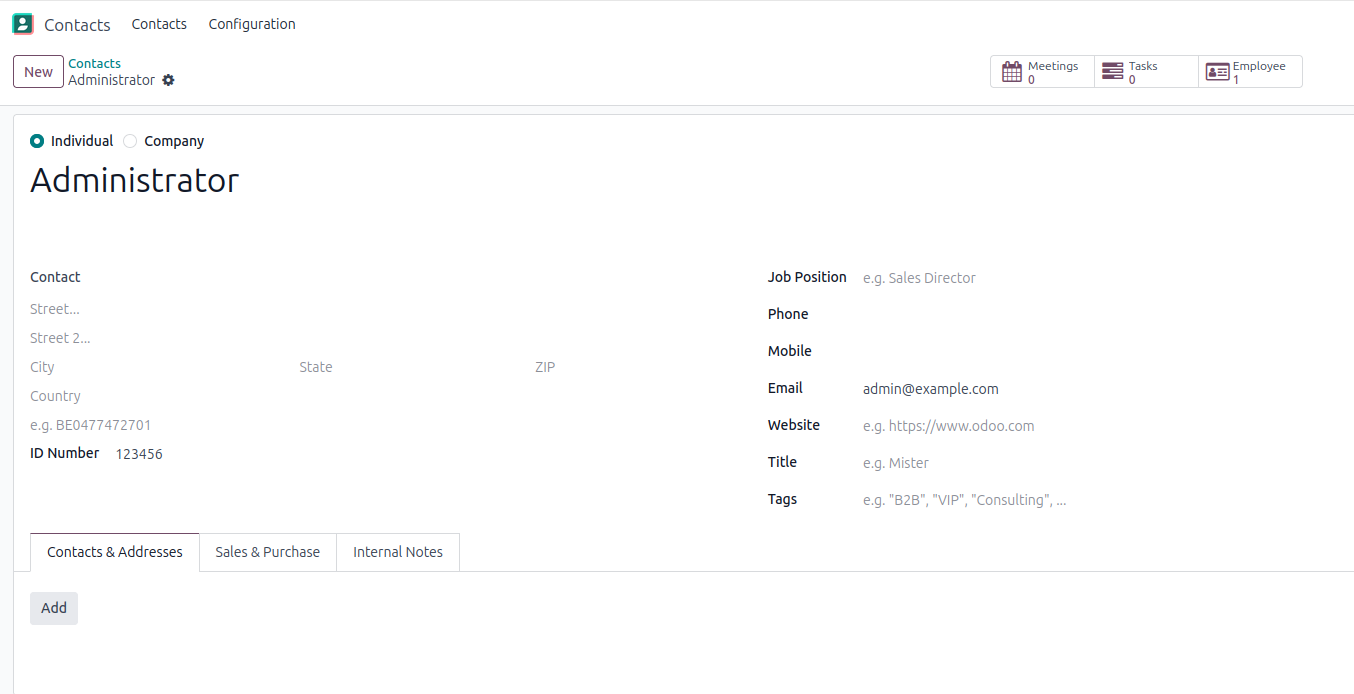 Contacts Contacts Configuration
New
Contacts
Administrator
Meetings
0
Tasks
0
Employee
1
Individual Company
Administrator
Contact
Street...
Street 2...
City State ZIP
Country
e.g. BE0477472701
ID Number 123456
Job Position e.g. Sales Director
Phone
Mobile
Email admin@example.com
Website e.g. https://www.odoo.com
Title e.g. Mister
Tags e.g. "B2B", "VIP", "Consulting", ...
Contacts & Addresses Sales & Purchase Internal Notes
Add